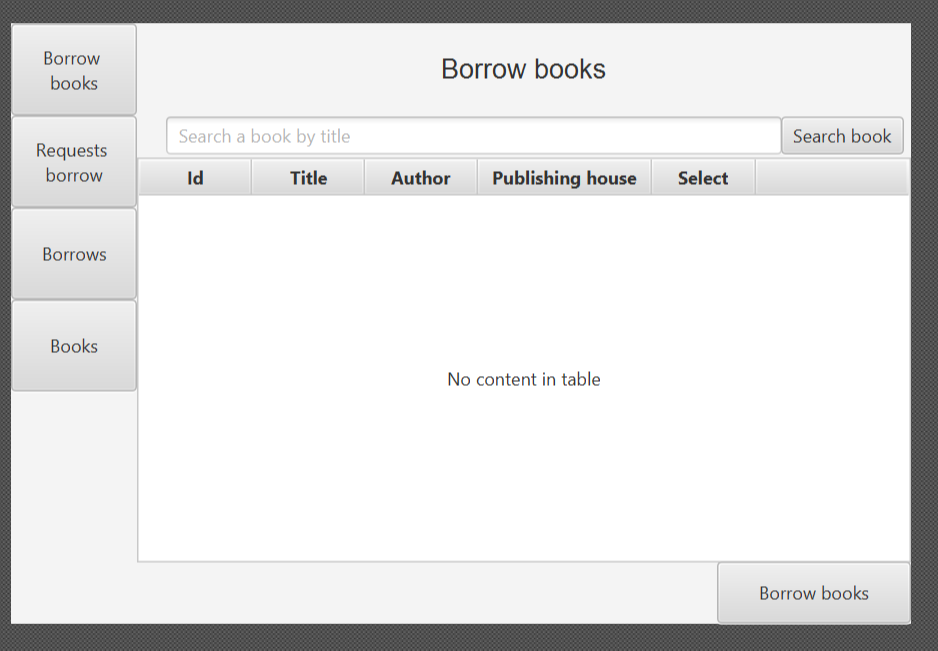 Borrow
books
Requests
borrow
Borrows
Books
Borrow books
Search a book by title
Search book
Id Title Author Publishing house Select
No content in table
Borrow books